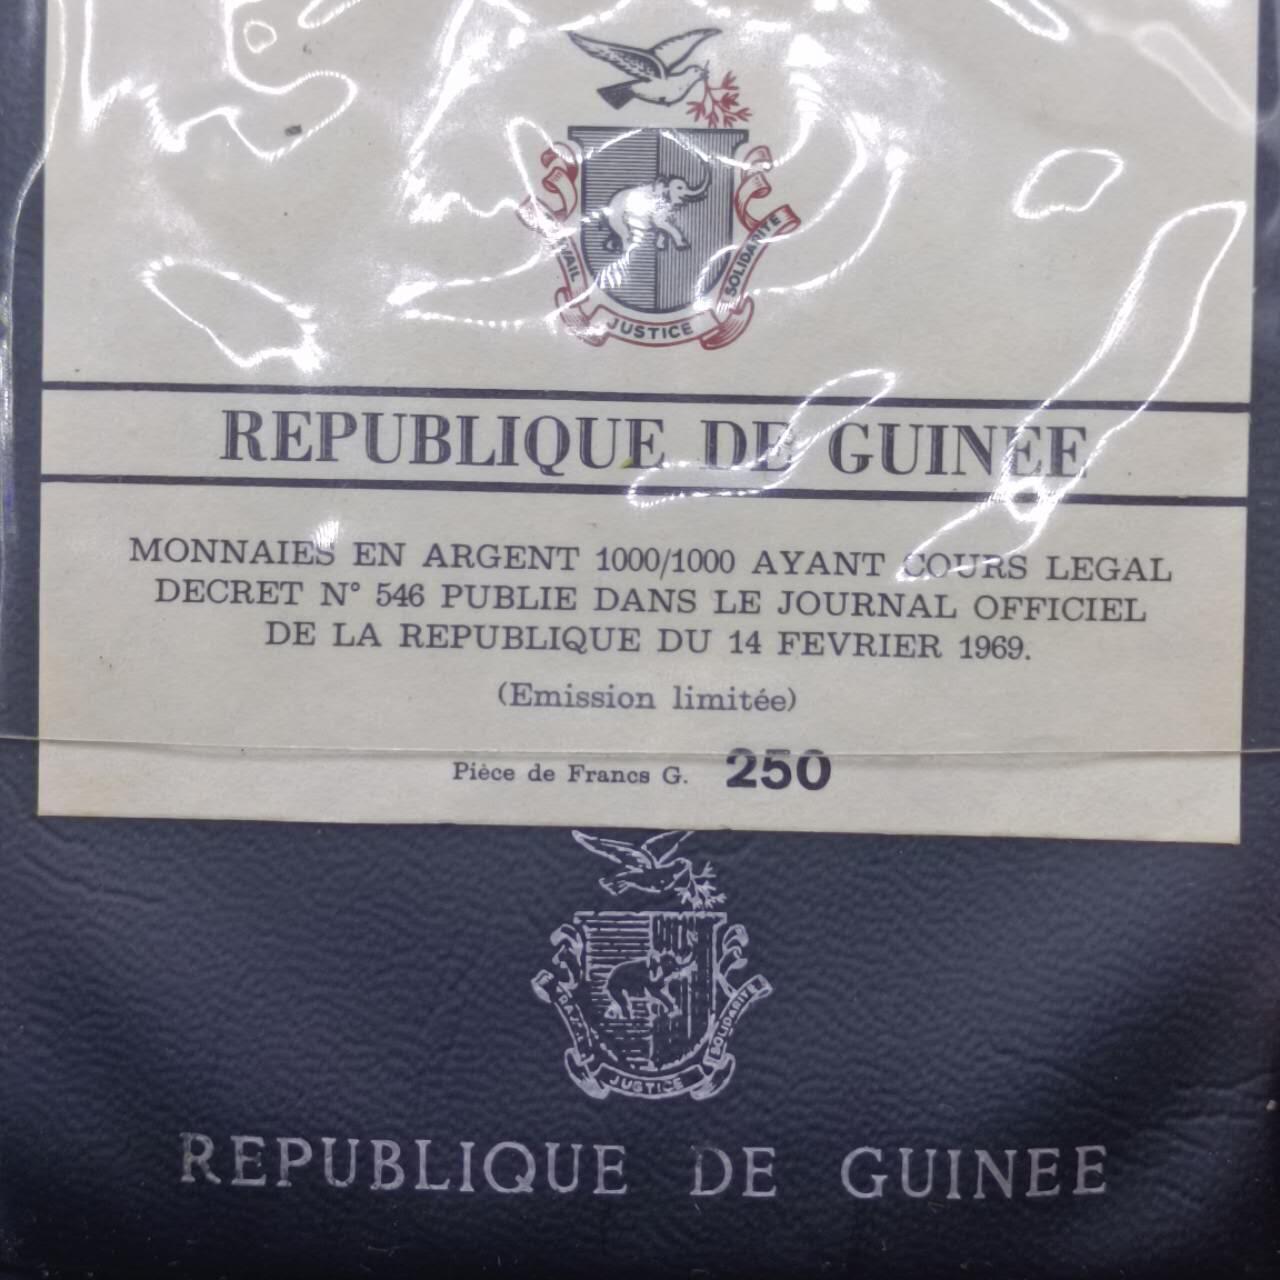 SOLIDARITE
JUSTICE
REPUBLIQUE DE GUINEE
MONNAIES EN ARGENT 1000/1000 AYANT COURS LEGAL
DECRET N° 546 PUBLIE DANS LE JOURNAL OFFICIEL
DE LA REPUBLIQUE DU 14 FEVRIER 1969.
(Emission limitée)
Pièce de Francs G. 250
SOLIDARITE
JUSTICE
REPUBLIQUE DE GUINEE